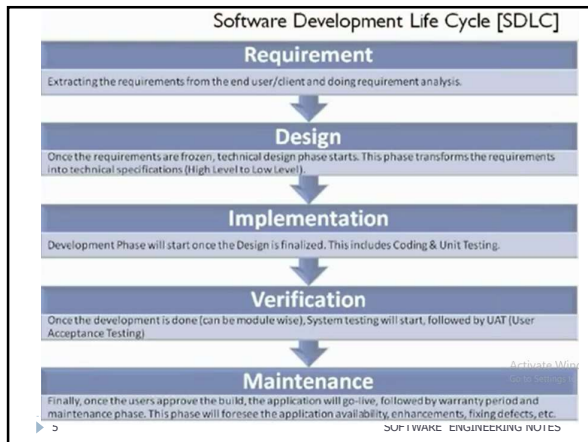 Software Development Life Cycle [SDLC]
Requirement
Extracting the requirements from the end user/client and doing requirement analysis.
Design
Once the requirements are frozen, technical design phase starts. This phase transforms the requirements
into technical specifications (High Level to Low Level).
Implementation
Development Phase will start once the Design is finalized. This includes Coding & Unit Testing.
Verification
Once the development is done (can be module wise), System testing will start, followed by UAT (User
Acceptance Testing)
Activate Win
Go to Settings
Maintenance
Finally, once the users approve the build, the application will go-live, followed by warranty period and
maintenance phase. This phase will foresee the application availability, enhancements, fixing defects, etc.
5
SOFTWARE ENGINEERING NOTES